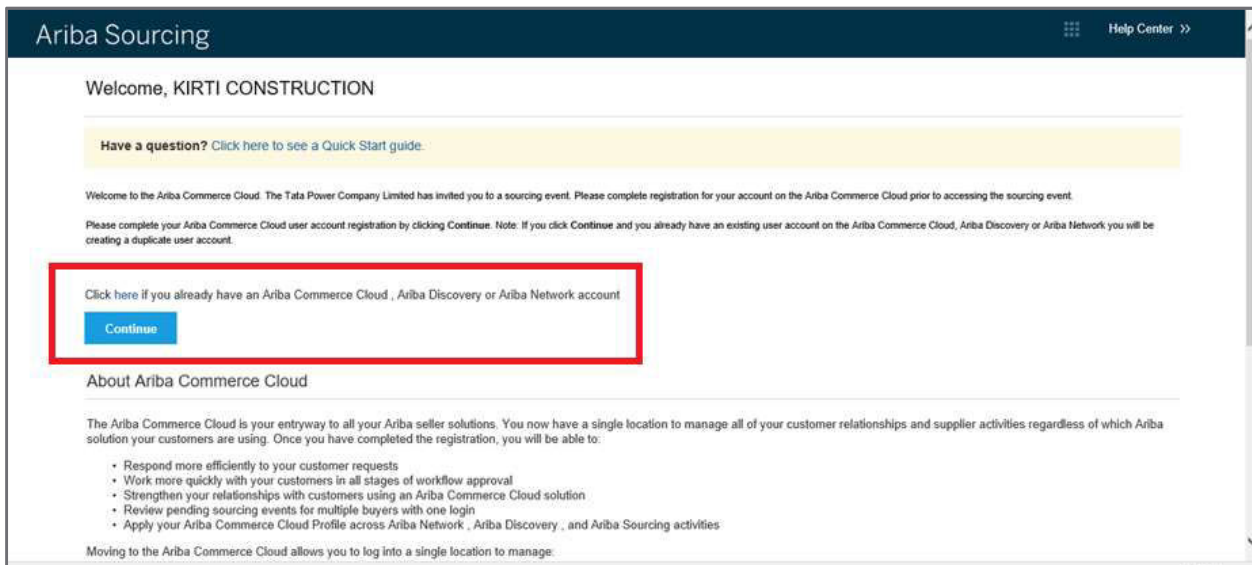 Ariba Sourcing
Help Center »
Welcome, KIRTI CONSTRUCTION
Have a question? Click here to see a Quick Start guide.
Welcome to the Ariba Commerce Cloud. The Tata Power Company Limited has invited you to a sourcing event. Please complete registration for your account on the Ariba Commerce Cloud prior to accessing the sourcing event.
Please complete your Ariba Commerce Cloud user account registration by clicking Continue. Note: If you click Continue and you already have an existing user account on the Ariba Commerce Cloud, Ariba Discovery or Ariba Network you will be
creating a duplicate user account.
Click here if you already have an Ariba Commerce Cloud , Ariba Discovery or Ariba Network account
Continue
About Ariba Commerce Cloud
The Ariba Commerce Cloud is your entryway to all your Ariba seller solutions. You now have a single location to manage all of your customer relationships and supplier activities regardless of which Ariba
solution your customers are using. Once you have completed the registration, you will be able to:
• Respond more efficiently to your customer requests
• Work more quickly with your customers in all stages of workflow approval
• Strengthen your relationships with customers using an Ariba Commerce Cloud solution
• Review pending sourcing events for multiple buyers with one login
• Apply your Ariba Commerce Cloud Profile across Ariba Network , Ariba Discovery , and Ariba Sourcing activities
Moving to the Ariba Commerce Cloud allows you to log into a single location to manage: